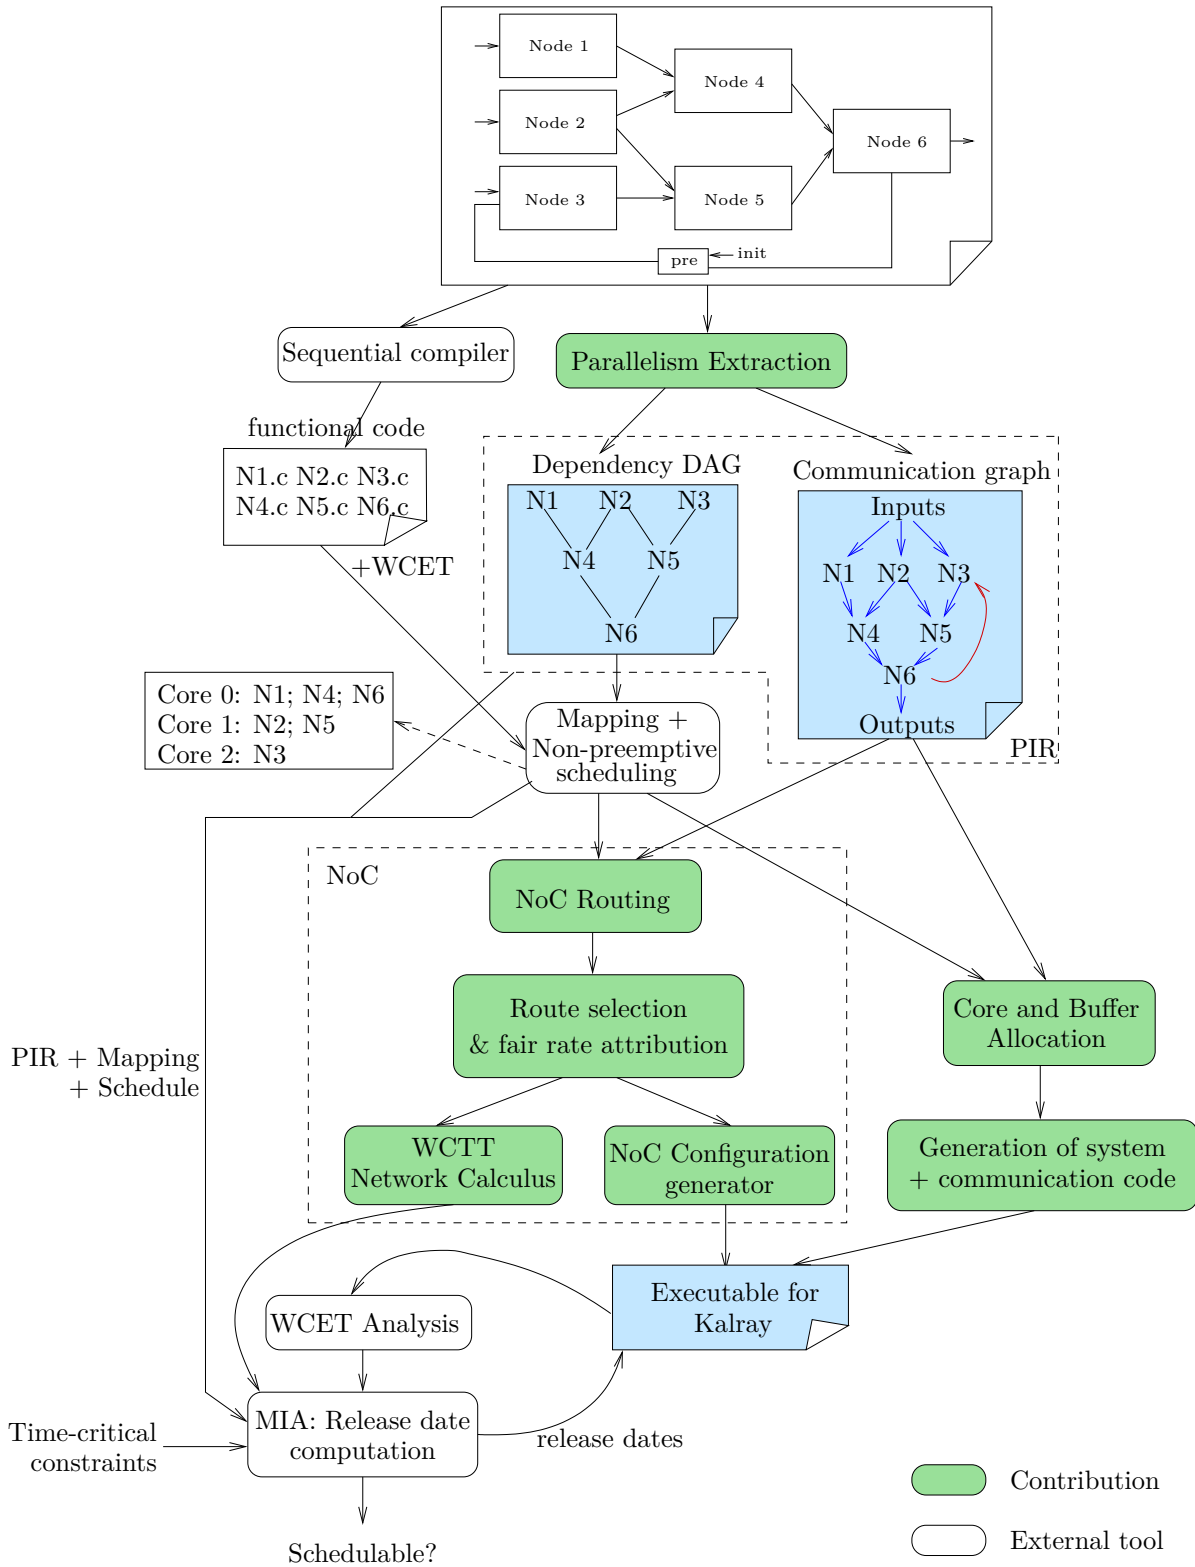 Node 1
Node 4
Node 2
Node 6
Node 3
Node 5
pre
init
Sequential compiler
Parallelism Extraction
functional code
N1.c N2.c N3.c
N4.c N5.c N6.c
+WCET
Dependency DAG
N1
N2
N3
N4
N5
N6
Communication graph
Inputs
N1
N2
N3
N4
N5
N6
Outputs
PIR
Core 0: N1; N4; N6
Core 1: N2; N5
Core 2: N3
Mapping +
Non-preemptive
scheduling
NoC
NoC Routing
Route selection
& fair rate attribution
Core and Buffer
Allocation
PIR + Mapping
+ Schedule
WCTT
Network Calculus
NoC Configuration
generator
Generation of system
+ communication code
Executable for
Kalray
WCET Analysis
MIA: Release date
computation
release dates
Time-critical
constraints
Schedulable?
Contribution
External tool